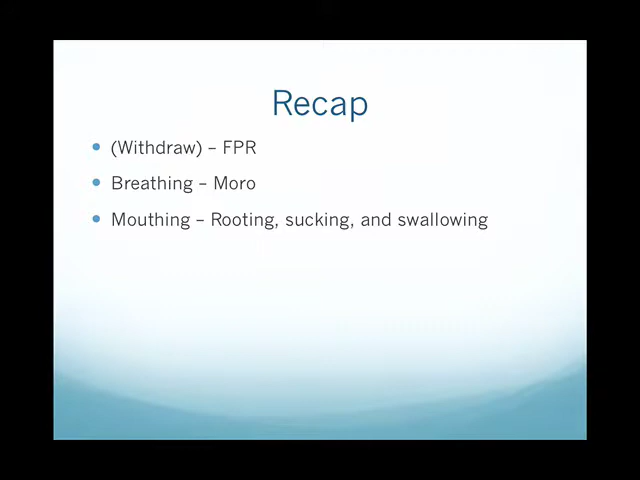 Recap
(Withdraw) – FPR
Breathing – Moro
Mouthing – Rooting, sucking, and swallowing